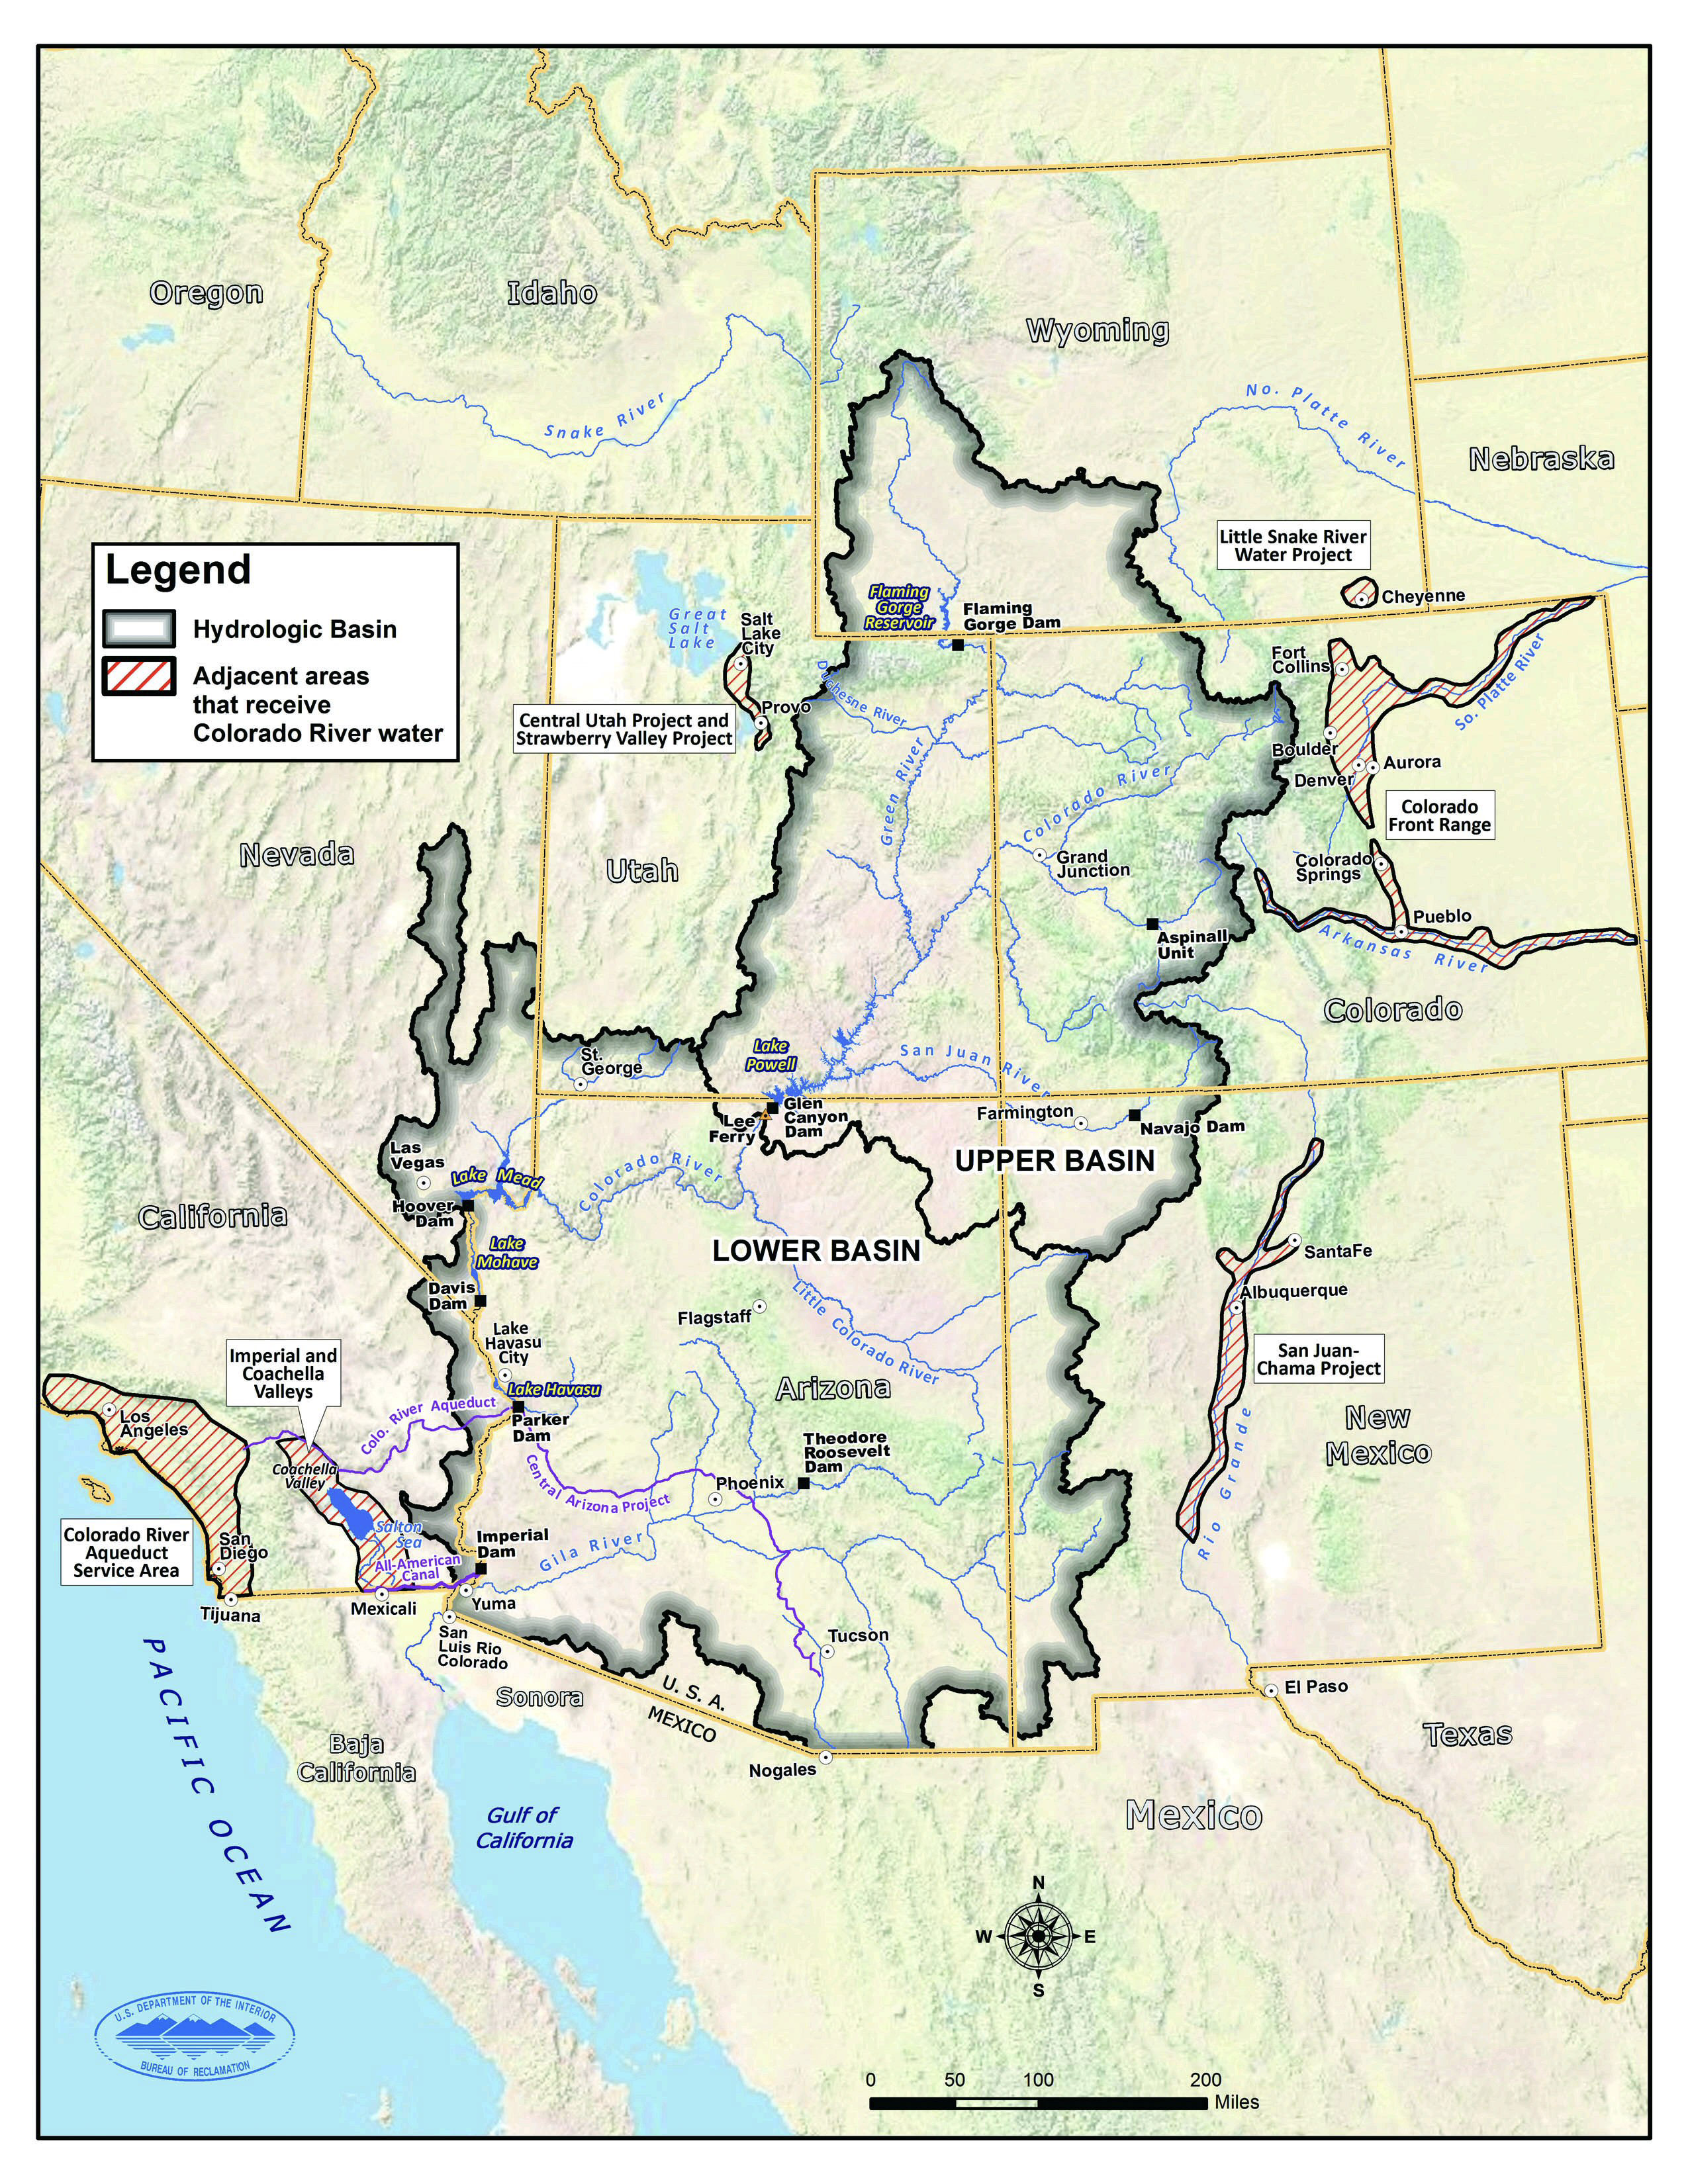 Oregon
Idaho
Wyoming
Snake River
No. Platte River
Nebraska
Legend
Hydrologic Basin
Adjacent areas
that receive
Colorado River water
Little Snake River
Water Project
Cheyenne
Flaming
Gorge
Reservoir
Flaming
Gorge Dam
Great
Salt
Lake
Salt
Lake
City
Provo
Central Utah Project and
Strawberry Valley Project
Duchesne River
Green River
Colorado River
Fort
Collins
So. Platte River
Boulder
Denver
Aurora
Colorado
Front Range
Colorado
Springs
Pueblo
Arkansas River
Colorado
Grand
Junction
Aspinall
Unit
Nevada
Utah
St.
George
Lake
Powell
San Juan River
Lee
Ferry
Glen
Canyon
Dam
Farmington
Navajo Dam
UPPER BASIN
Las
Vegas
Lake Mead
Colorado River
Hoover
Dam
California
LOWER BASIN
Lake
Mohave
Davis
Dam
SantaFe
Albuquerque
Flagstaff
Little Colorado River
Lake
Havasu
City
San Juan-
Chama Project
Imperial and
Coachella
Valleys
Lake Havasu
Arizona
New
Mexico
Los
Angeles
Colo. River Aqueduct
Parker
Dam
Theodore
Roosevelt
Dam
Coachella
Valley
Central Arizona Project
Phoenix
Rio Grande
Colorado River
Aqueduct
Service Area
San
Diego
Salton
Sea
All-American
Canal
Imperial
Dam
Gila River
Tijuana
Mexicali
Yuma
San
Luis Rio
Colorado
Tucson
Sonora
U. S. A.
MEXICO
El Paso
Texas
Nogales
Baja
California
PACIFIC OCEAN
Gulf of
California
Mexico
N
W
E
S
U.S. DEPARTMENT OF THE INTERIOR
BUREAU OF RECLAMATION
0 50 100 200
Miles